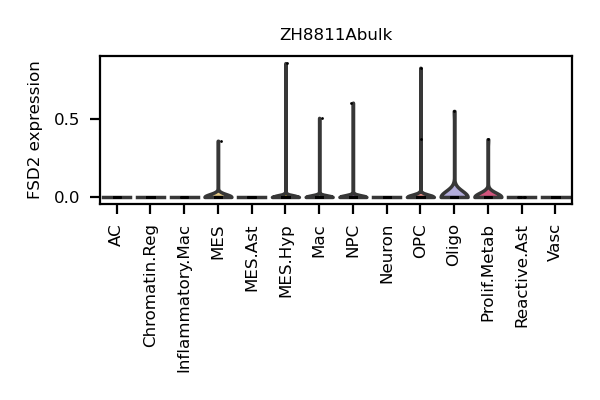 ZH8811Abulk
FSD2 expression
0.5
0.0
AC
Chromatin.Reg
Inflammatory.Mac
MES
MES.Ast
MES.Hyp
Mac
NPC
Neuron
OPC
Oligo
Prolif.Metab
Reactive.Ast
Vasc